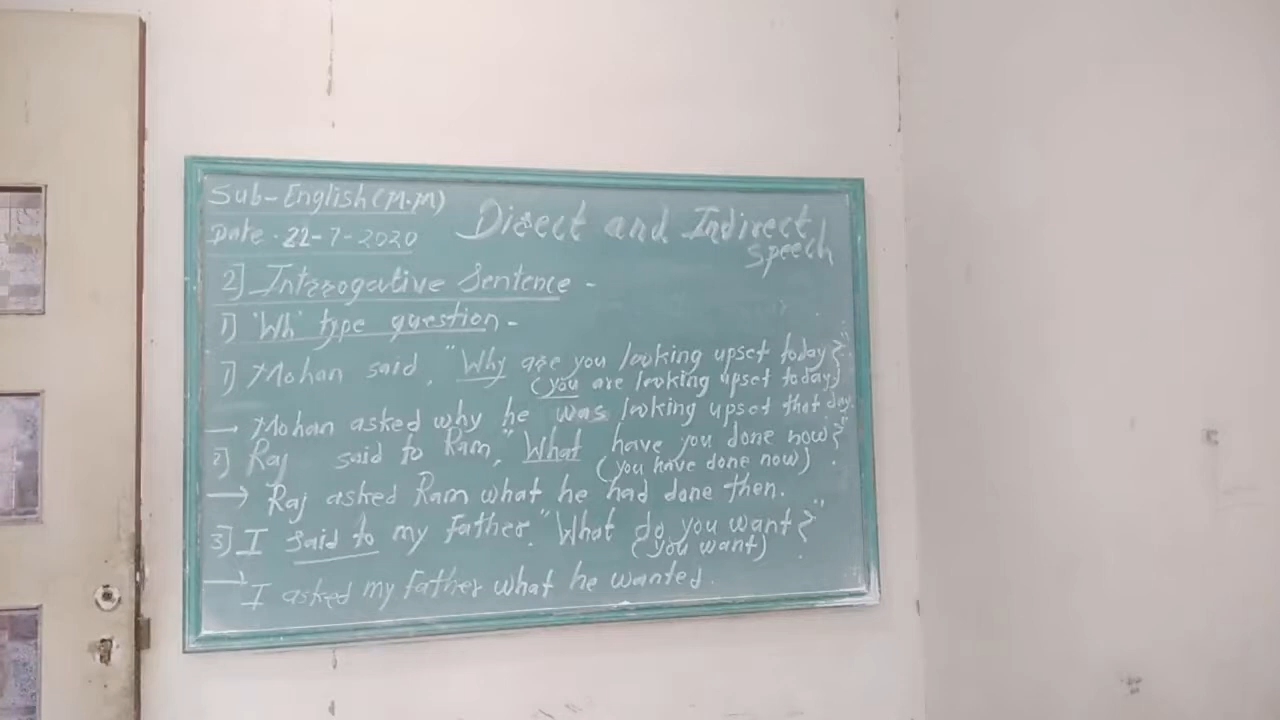 Sub-English(M.M)
Date. 22-7-2020
Direct and Indirect
Speech
2] Interrogative Sentence -
1) 'Wh' type question -
1) Mohan said, "Why are you looking upset today?"
(you are looking upset today)
→ Mohan asked why he was looking upset that day.
2) Raj said to Ram, "What have you done now?"
(you have done now)
→ Raj asked Ram what he had done then.
3] I said to my Father, "What do you want?"
(you want)
→ I asked my father what he wanted.